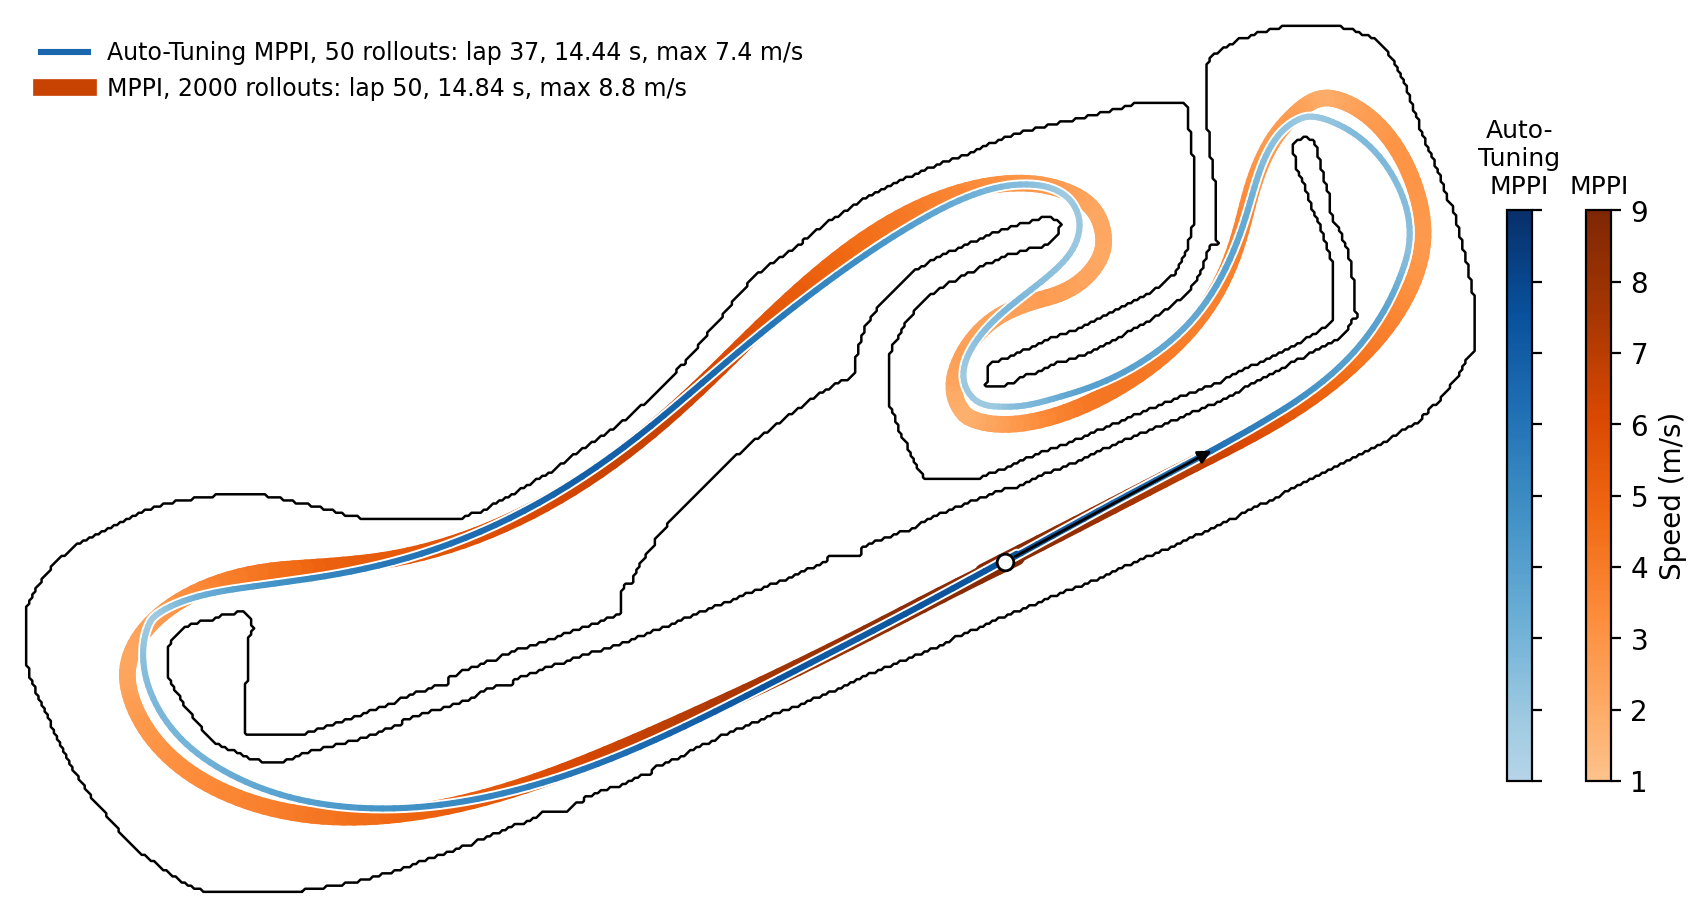 Auto-Tuning MPPI, 50 rollouts: lap 37, 14.44 s, max 7.4 m/s
MPPI, 2000 rollouts: lap 50, 14.84 s, max 8.8 m/s
Auto-
Tuning
MPPI
MPPI
9
8
7
6
5
4
3
2
1
Speed (m/s)